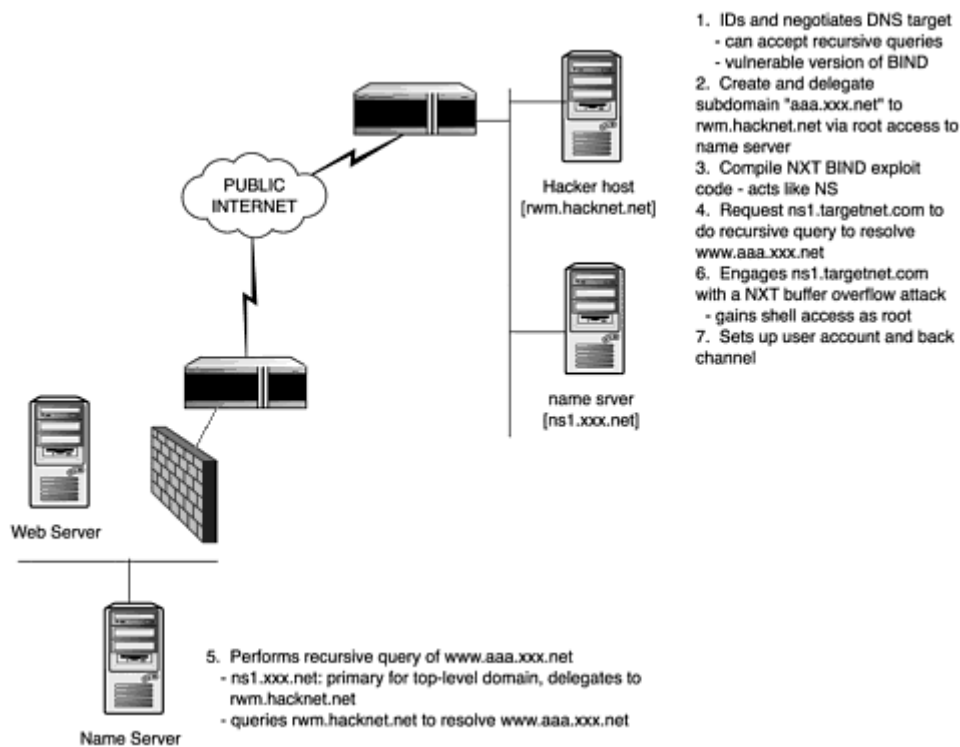 1. IDs and negotiates DNS target
- can accept recursive queries
- vulnerable version of BIND
2. Create and delegate
subdomain "aaa.xxx.net" to
rwm.hacknet.net via root access to
name server
3. Compile NXT BIND exploit
code - acts like NS
4. Request ns1.targetnet.com to
do recursive query to resolve
www.aaa.xxx.net
6. Engages ns1.targetnet.com
with a NXT buffer overflow attack
- gains shell access as root
7. Sets up user account and back
channel
PUBLIC
INTERNET
Hacker host
[rwm.hacknet.net]
name srver
[ns1.xxx.net]
Web Server
5. Performs recursive query of www.aaa.xxx.net
- ns1.xxx.net: primary for top-level domain, delegates to
rwm.hacknet.net
- queries rwm.hacknet.net to resolve www.aaa.xxx.net
Name Server